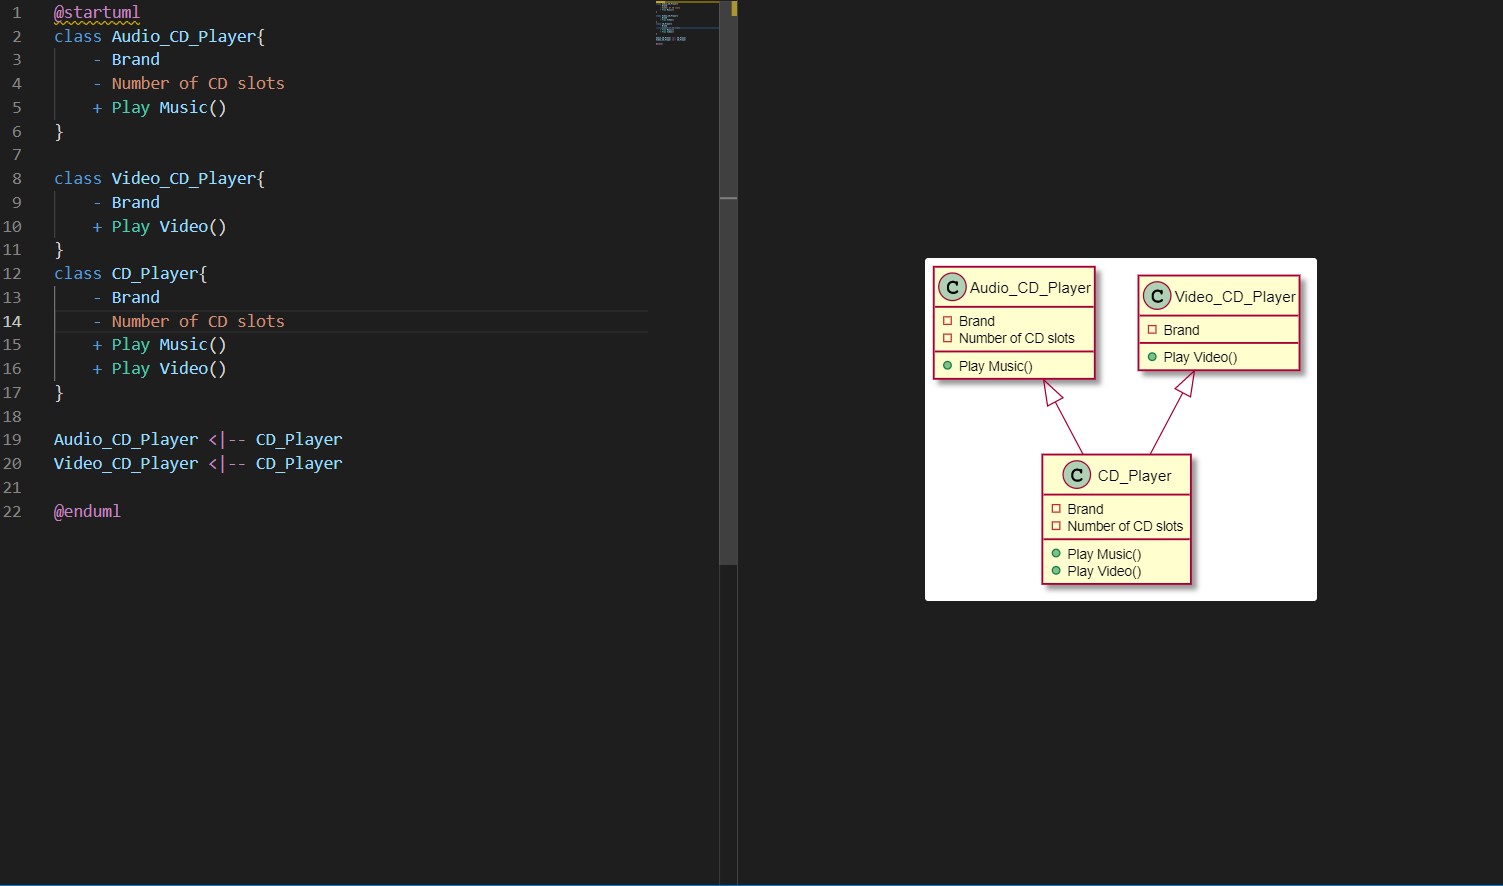 1 @startuml
2 class Audio_CD_Player{
3 - Brand
4 - Number of CD slots
5 + Play Music()
6 }
7
8 class Video_CD_Player{
9 - Brand
10 + Play Video()
11 }
12 class CD_Player{
13 - Brand
14 - Number of CD slots
15 + Play Music()
16 + Play Video()
17 }
18
19 Audio_CD_Player <|-- CD_Player
20 Video_CD_Player <|-- CD_Player
21
22 @enduml
C Audio_CD_Player
Brand
Number of CD slots
Play Music()
C Video_CD_Player
Brand
Play Video()
C CD_Player
Brand
Number of CD slots
Play Music()
Play Video()